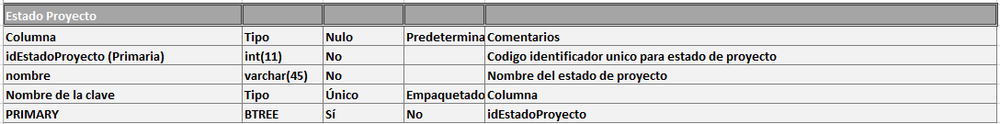 Estado Proyecto
Columna Tipo Nulo Predetermina Comentarios
idEstadoProyecto (Primaria) int(11) No Codigo identificador unico para estado de proyecto
nombre varchar(45) No Nombre del estado de proyecto
Nombre de la clave Tipo Único Empaquetado Columna
PRIMARY BTREE Sí No idEstadoProyecto